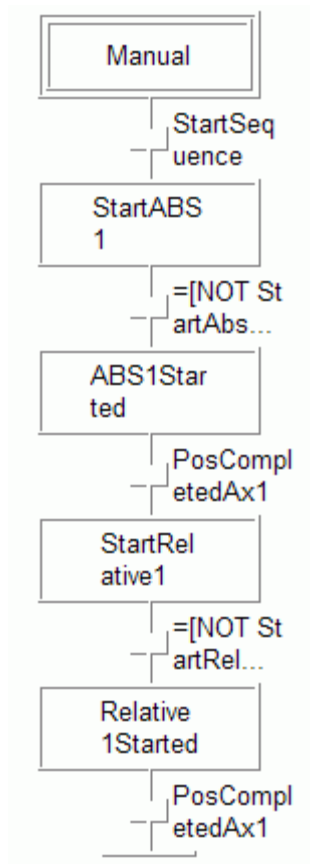 Manual
StartSeq
uence
StartABS
1
=[NOT St
artAbs...
ABS1Star
ted
PosCompl
etedAx1
StartRel
ative1
=[NOT St
artRel...
Relative
1Started
PosCompl
etedAx1